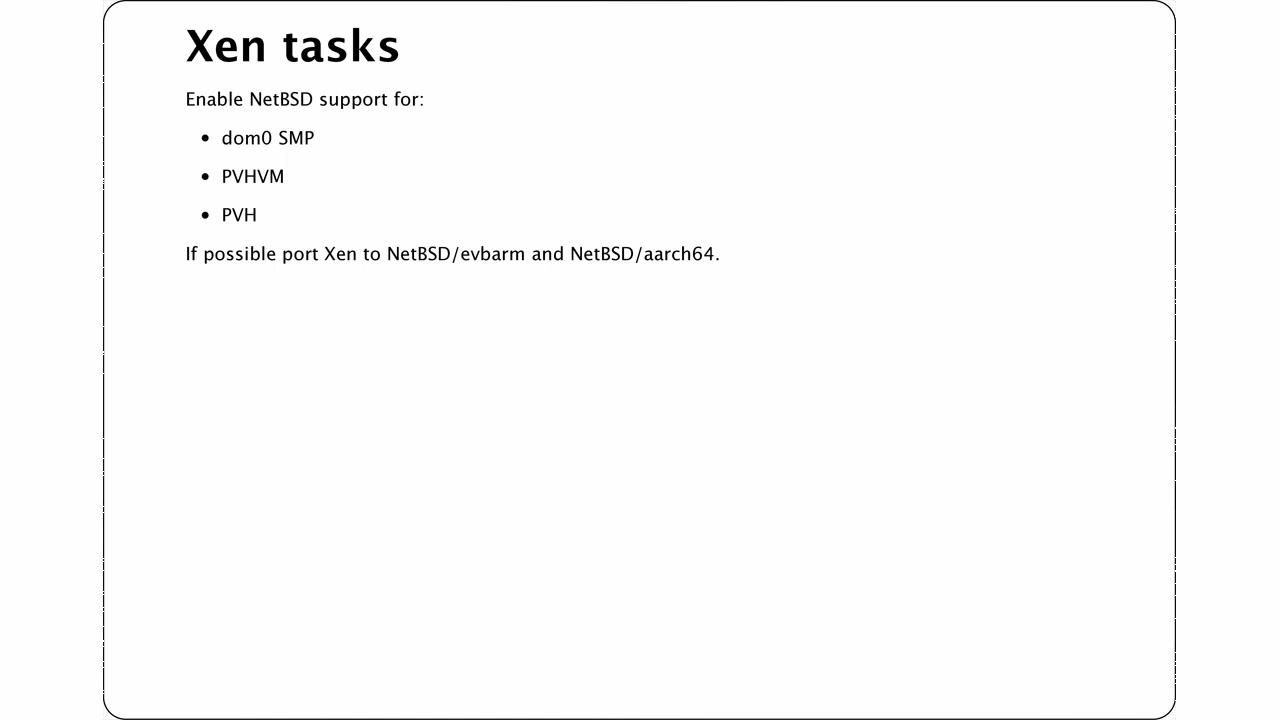 Xen tasks
Enable NetBSD support for:
• dom0 SMP
• PVHVM
• PVH
If possible port Xen to NetBSD/evbarm and NetBSD/aarch64.